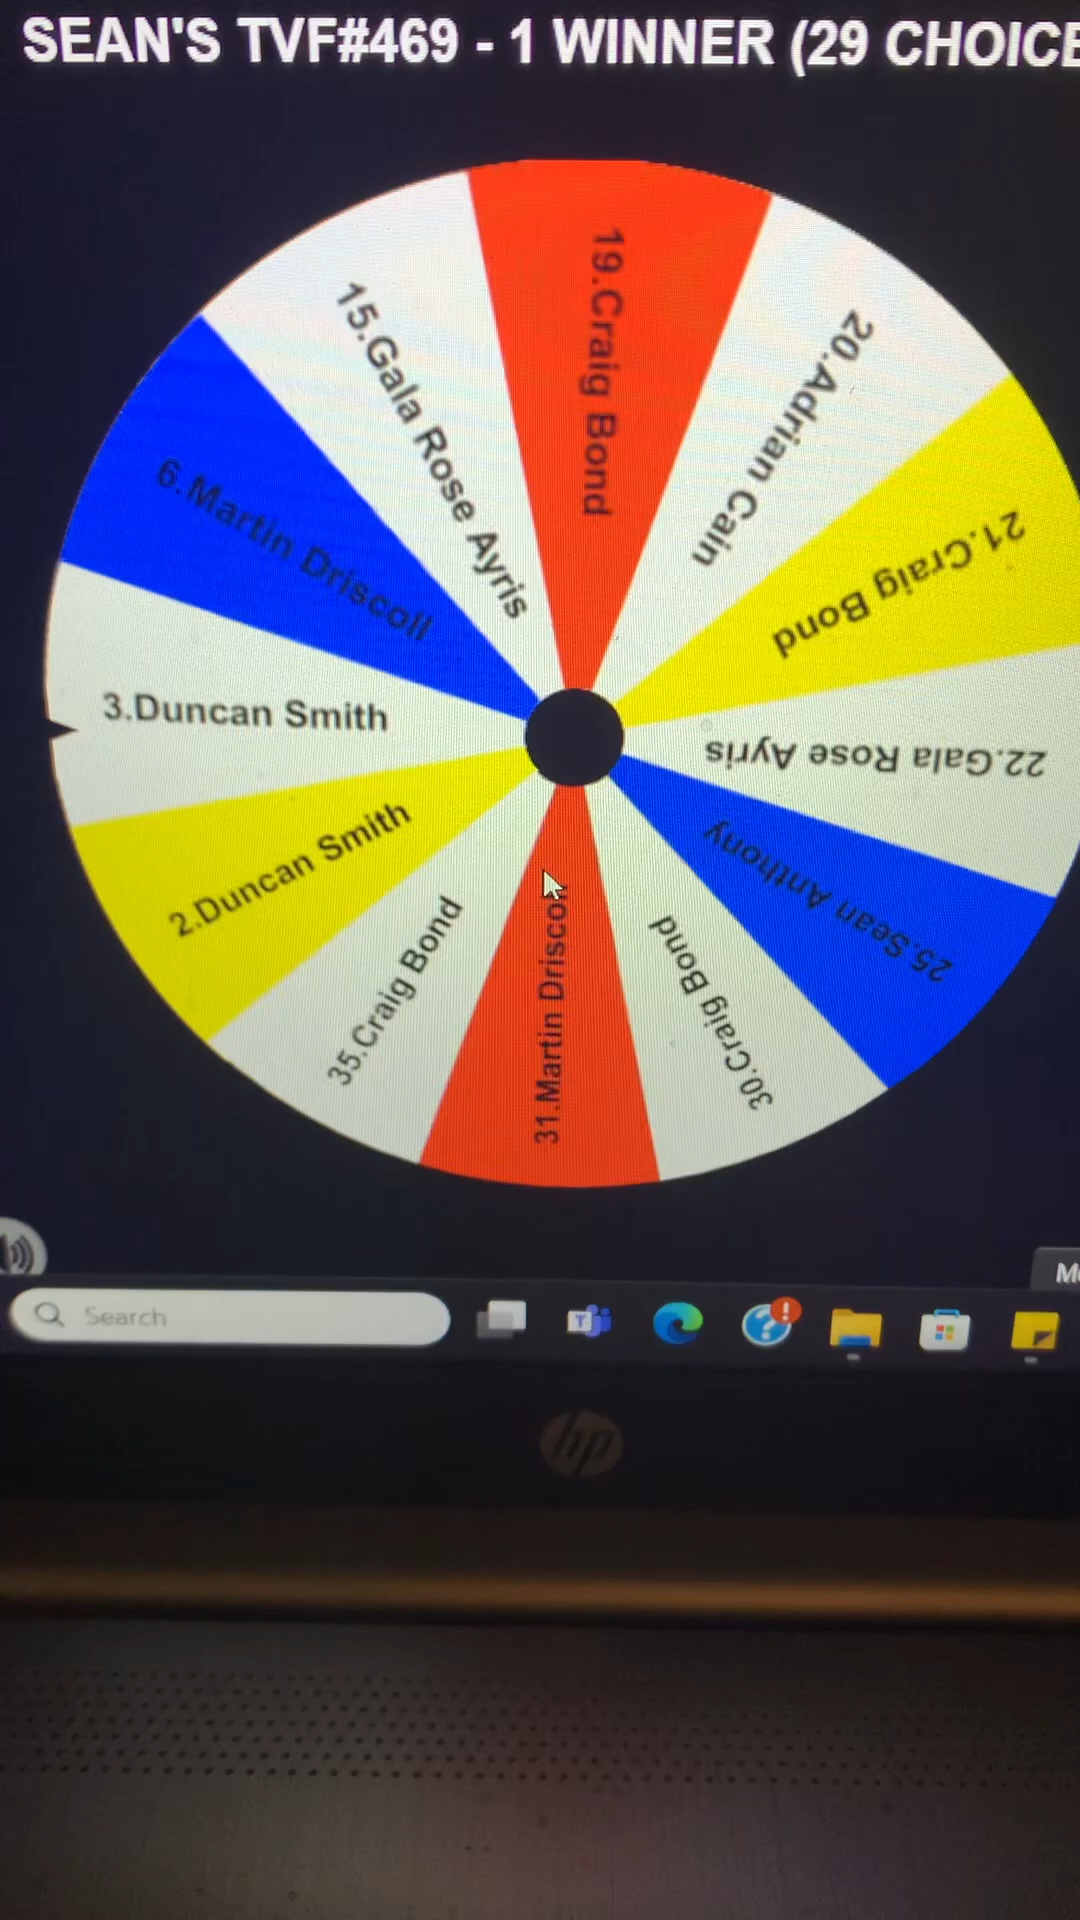 SEAN'S TVF#469 - 1 WINNER (29 CHOICE
19.Craig Bond
20.Adrian Cain
21.Craig Bond
22.Gala Rose Ayris
25.Sean Anthony
30.Craig Bond
31.Martin Driscol
35.Craig Bond
2.Duncan Smith
3.Duncan Smith
6.Martin Driscoll
15.Gala Rose Ayris
Search
hp